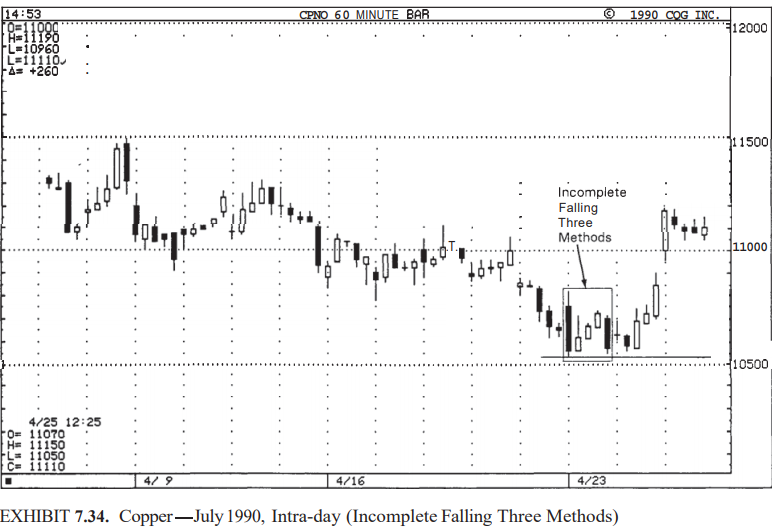 14:53 CPNO 60 MINUTE BAR © 1990 CQG INC.
O=11000
H=11190
L=10960
L=11110
Δ= +260
12000
11500
11000
10500
Incomplete
Falling
Three
Methods
T
4/25 12:25
O= 11070
H= 11150
L= 11050
C= 11110
4/ 9 4/16 4/23
EXHIBIT 7.34. Copper—July 1990, Intra-day (Incomplete Falling Three Methods)